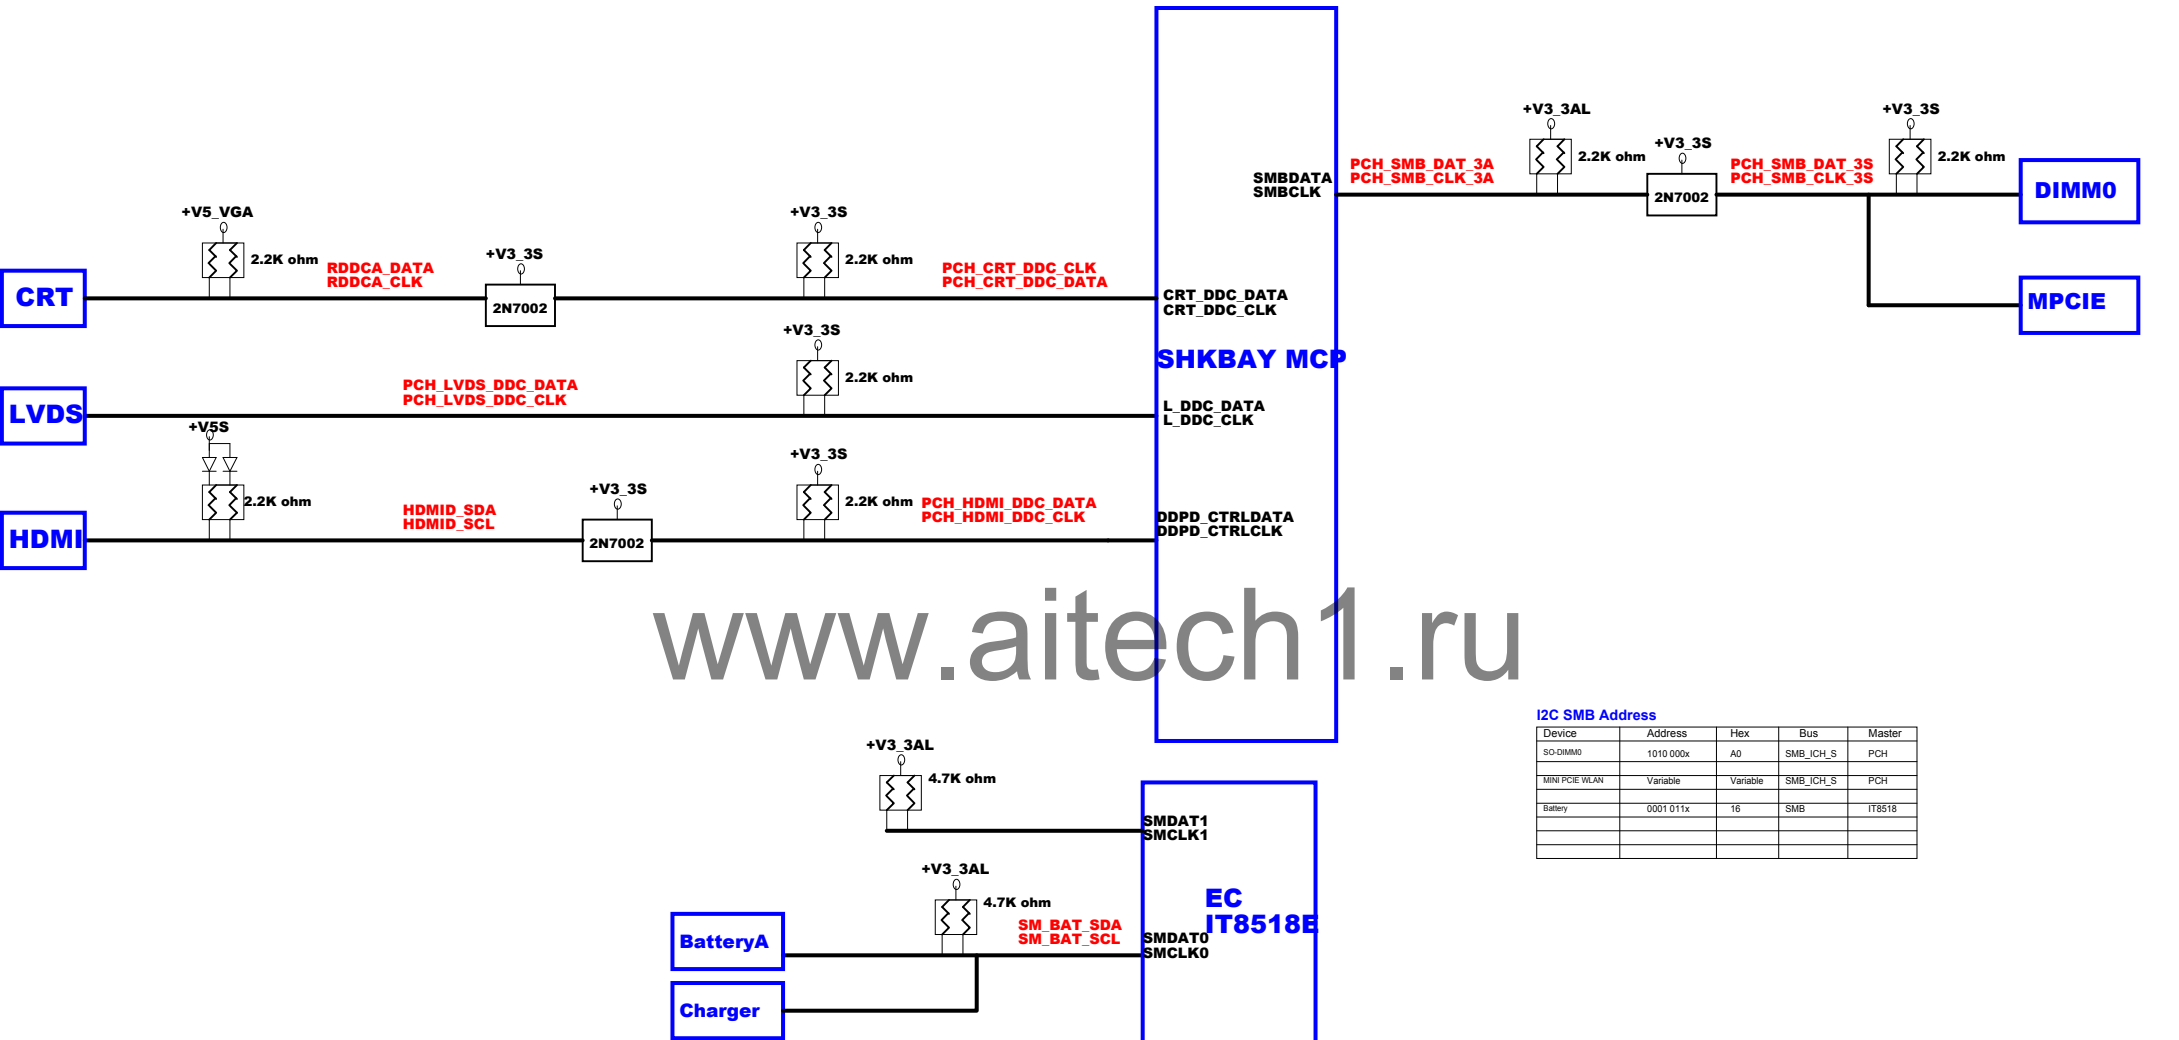 +V3_3AL
+V3_3S
2.2K ohm
+V3_3S
2.2K ohm
PCH_SMB_DAT_3A
PCH_SMB_CLK_3A
PCH_SMB_DAT_3S
PCH_SMB_CLK_3S
SMBDATA
SMBCLK
2N7002
DIMM0
MPCIE
+V5_VGA
2.2K ohm
RDDCA_DATA
RDDCA_CLK
+V3_3S
2N7002
+V3_3S
2.2K ohm
PCH_CRT_DDC_CLK
PCH_CRT_DDC_DATA
CRT
CRT_DDC_DATA
CRT_DDC_CLK
+V3_3S
2.2K ohm
SHKBAY MCP
PCH_LVDS_DDC_DATA
PCH_LVDS_DDC_CLK
LVDS
L_DDC_DATA
L_DDC_CLK
+V5S
2.2K ohm
HDMID_SDA
HDMID_SCL
+V3_3S
2N7002
+V3_3S
2.2K ohm
PCH_HDMI_DDC_DATA
PCH_HDMI_DDC_CLK
HDMI
DDPD_CTRLDATA
DDPD_CTRLCLK
www.aitech1.ru
I2C SMB Address
Device Address Hex Bus Master
SO-DIMM0 1010 000x A0 SMB_ICH_S PCH
MINI PCIE WLAN Variable Variable SMB_ICH_S PCH
Battery 0001 011x 16 SMB IT8518
+V3_3AL
4.7K ohm
SMDAT1
SMCLK1
+V3_3AL
4.7K ohm
SM_BAT_SDA
SM_BAT_SCL
EC
IT8518E
SMDAT0
SMCLK0
BatteryA
Charger